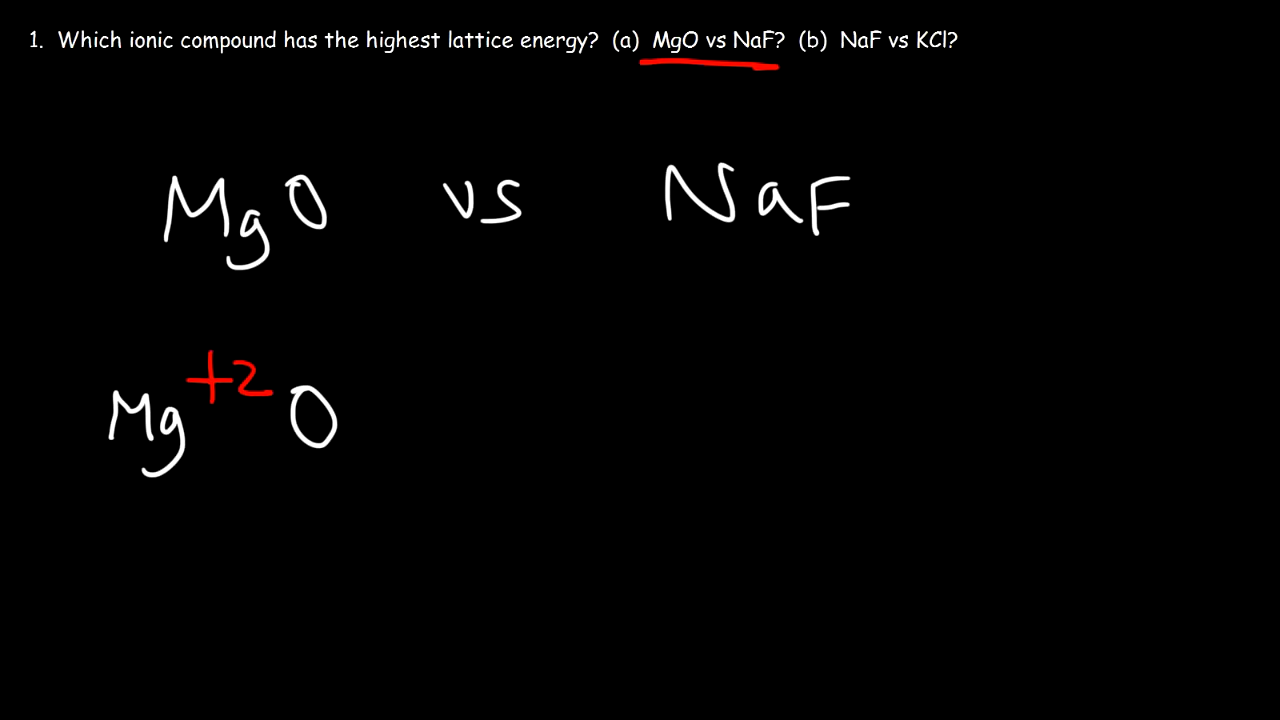 1. Which ionic compound has the highest lattice energy? (a) MgO vs NaF? (b) NaF vs KCl?
MgO vs NaF
Mg+2 O